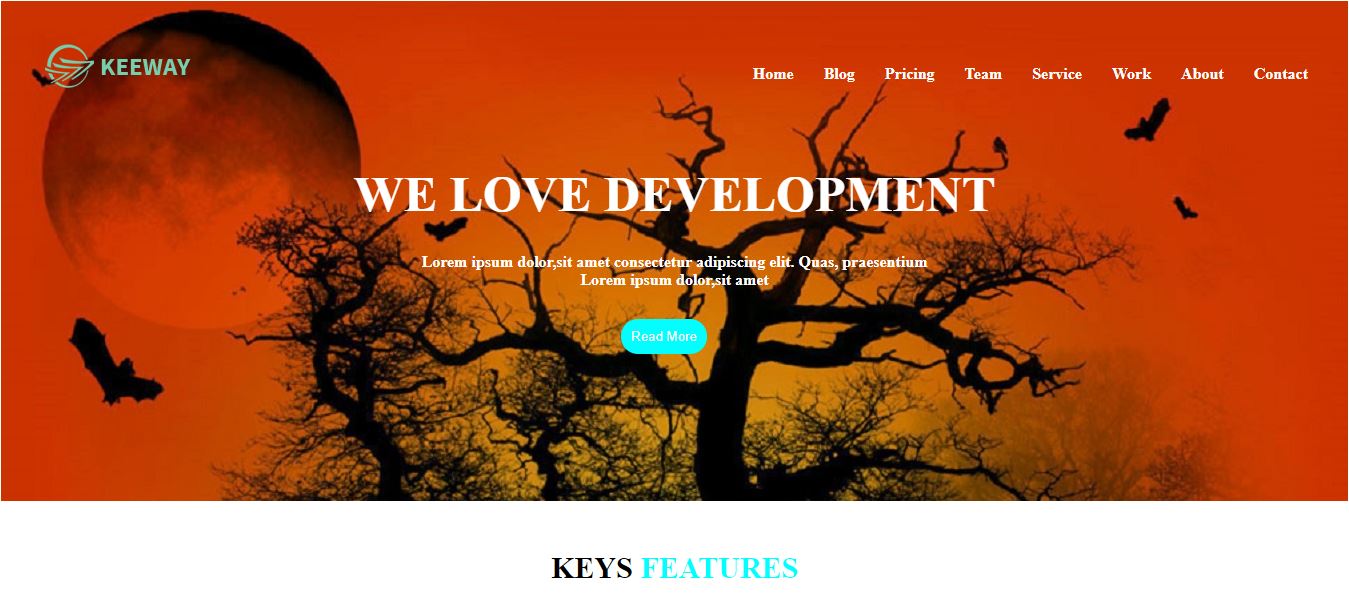 KEEWAY
Home Blog Pricing Team Service Work About Contact
WE LOVE DEVELOPMENT
Lorem ipsum dolor,sit amet consectetur adipiscing elit. Quas, praesentium
Lorem ipsum dolor,sit amet
Read More
KEYS FEATURES